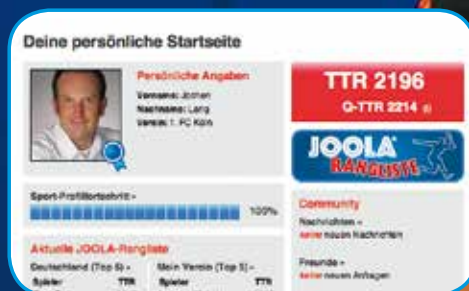 Deine persönliche Startseite
Persönliche Angaben
Vorname: Jochen
Nachname: Lang
Verein: 1. FC Köln
TTR 2196
Q-TTR 2214
JOOLA
RANGLISTE
Sport-Profilfortschritt
100%
Community
Nachrichten
keine neuen Nachrichten
Freunde
keine neuen Anfragen
Aktuelle JOOLA-Rangliste
Deutschland (Top 5)
Mein Verein (Top 5)
Spieler TTR
Spieler TTR